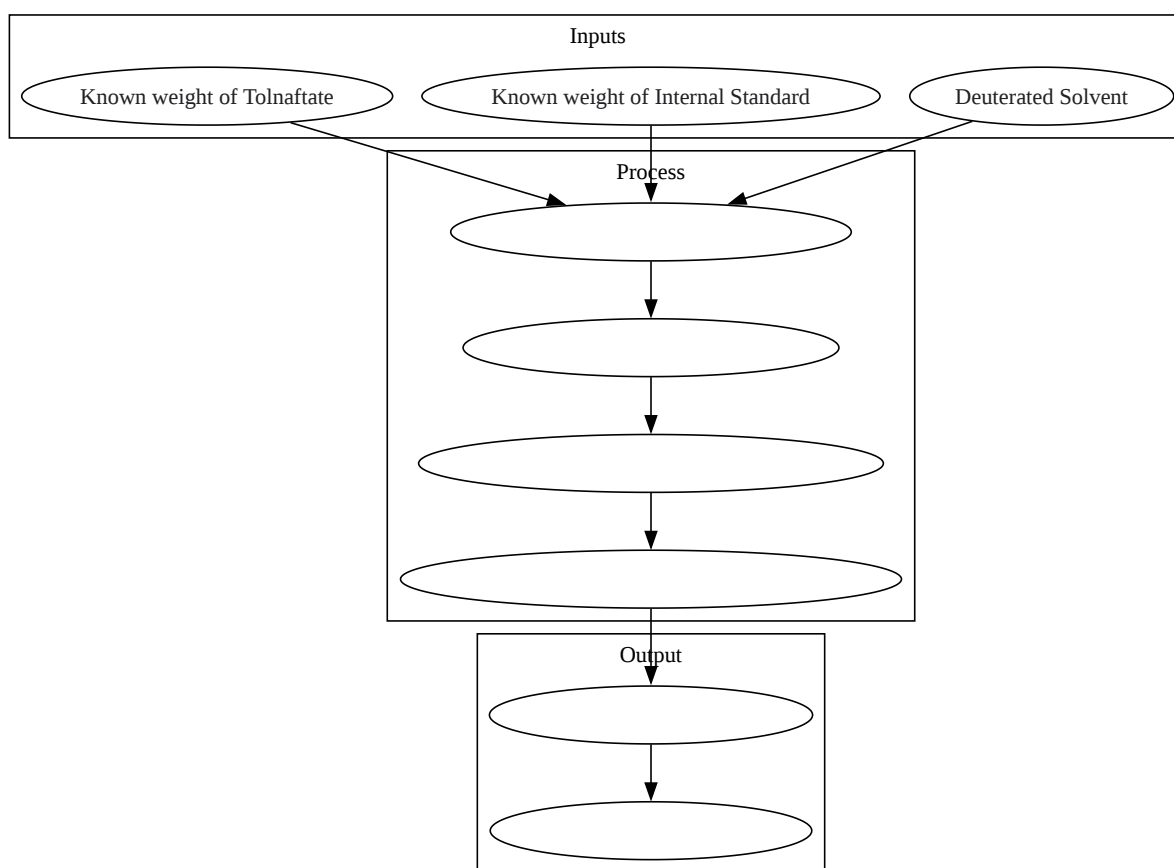 Inputs
Known weight of Tolnaftate
Known weight of Internal Standard
Deuterated Solvent
Process
Output